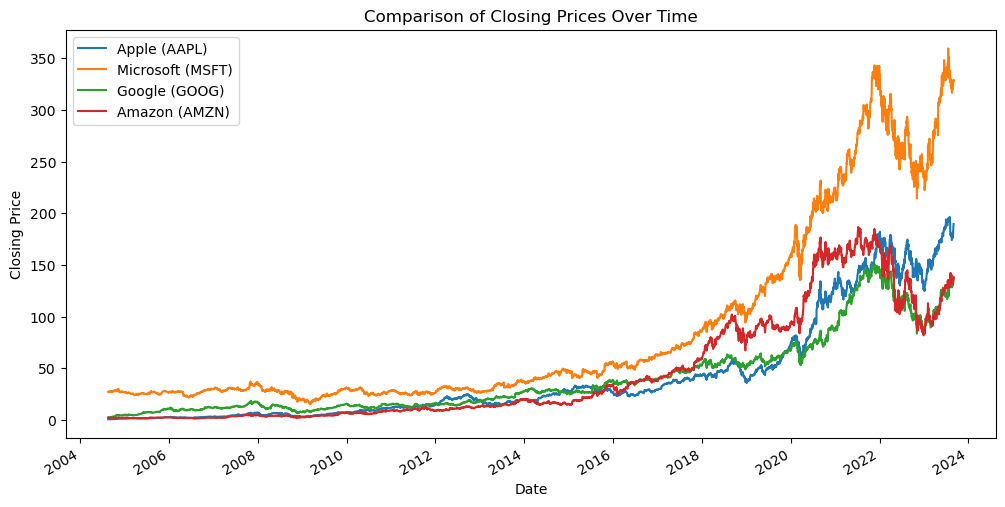 Comparison of Closing Prices Over Time
Apple (AAPL)
Microsoft (MSFT)
Google (GOOG)
Amazon (AMZN)
Closing Price
350
300
250
200
150
100
50
0
2004
2006
2008
2010
2012
2014
2016
2018
2020
2022
2024
Date